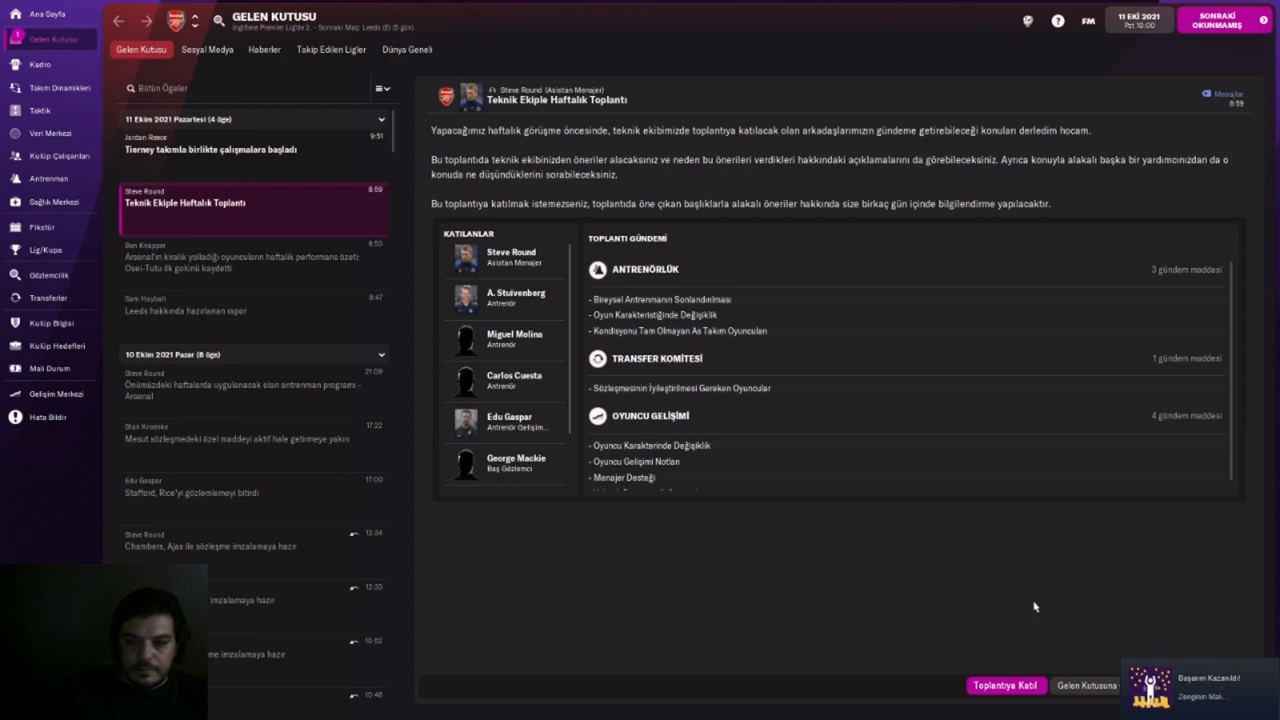 Ana Sayfa
1
Gelen Kutusu
Kadro
Takım Dinamikleri
Taktik
Veri Merkezi
Kulüp Çalışanları
Antrenman
Sağlık Merkezi
Fikstür
Lig/Kupa
Gözlemcilik
Transferler
Kulüp Bilgisi
Kulüp Hedefleri
Mali Durum
Gelişim Merkezi
Hata Bildir
GELEN KUTUSU
İngiltere Premier Lig'de 2. - Sonraki Maç: Leeds (E) (5 gün)
FM
11 EKİ 2021
Pzt 10:00
SONRAKİ OKUNMAMIŞ
Gelen Kutusu
Sosyal Medya
Haberler
Takip Edilen Ligler
Dünya Geneli
Bütün Ögeler
11 Ekim 2021 Pazartesi (4 öge)
Jordan Reece 9:51
Tierney takımla birlikte çalışmalara başladı
Steve Round 8:59
Teknik Ekiple Haftalık Toplantı
Ben Knapper 8:53
Arsenal'ın kiralık yolladığı oyuncuların haftalık performans özeti:
Osei-Tutu ilk golünü kaydetti
Sam Hayball 8:47
Leeds hakkında hazırlanan rapor
10 Ekim 2021 Pazar (8 öge)
Steve Round 21:09
Önümüzdeki haftalarda uygulanacak olan antrenman programı -
Arsenal
Stan Kroenke 17:22
Mesut sözleşmedeki özel maddeyi aktif hale getirmeye yakın
Edu Gaspar 17:00
Stafford, Rice'yi gözlemlemeyi bitirdi
Steve Round 12:34
Chambers, Ajax ile sözleşme imzalamaya hazır
12:33
imzalamaya hazır
10:52
me imzalamaya hazır
10:46
Steve Round (Asistan Menajer)
Teknik Ekiple Haftalık Toplantı
Mesajlar
8:59
Yapacağımız haftalık görüşme öncesinde, teknik ekibimizde toplantıya katılacak olan arkadaşlarımızın gündeme getirebileceği konuları derledim hocam.
Bu toplantıda teknik ekibinizden öneriler alacaksınız ve neden bu önerileri verdikleri hakkındaki açıklamalarını da görebileceksiniz. Ayrıca konuyla alakalı başka bir yardımcınızdan da o
konuda ne düşündüklerini sorabileceksiniz.
Bu toplantıya katılmak istemezseniz, toplantıda öne çıkan başlıklarla alakalı öneriler hakkında size birkaç gün içinde bilgilendirme yapılacaktır.
KATILANLAR
Steve Round
Asistan Menajer
A. Stuivenberg
Antrenör
Miguel Molina
Antrenör
Carlos Cuesta
Antrenör
Edu Gaspar
Antrenör Gelişim...
George Mackie
Baş Gözlemci
TOPLANTI GÜNDEMİ
ANTRENÖRLÜK 3 gündem maddesi
- Bireysel Antrenmanın Sonlandırılması
- Oyun Karakteristiğinde Değişiklik
- Kondisyonu Tam Olmayan As Takım Oyuncuları
TRANSFER KOMİTESİ 1 gündem maddesi
- Sözleşmesinin İyileştirilmesi Gereken Oyuncular
OYUNCU GELİŞİMİ 4 gündem maddesi
- Oyuncu Karakterinde Değişiklik
- Oyuncu Gelişimi Notları
- Menajer Desteği
Toplantıya Katıl
Gelen Kutusuna
Başarım Kazanıldı!
Zenginin Malı...